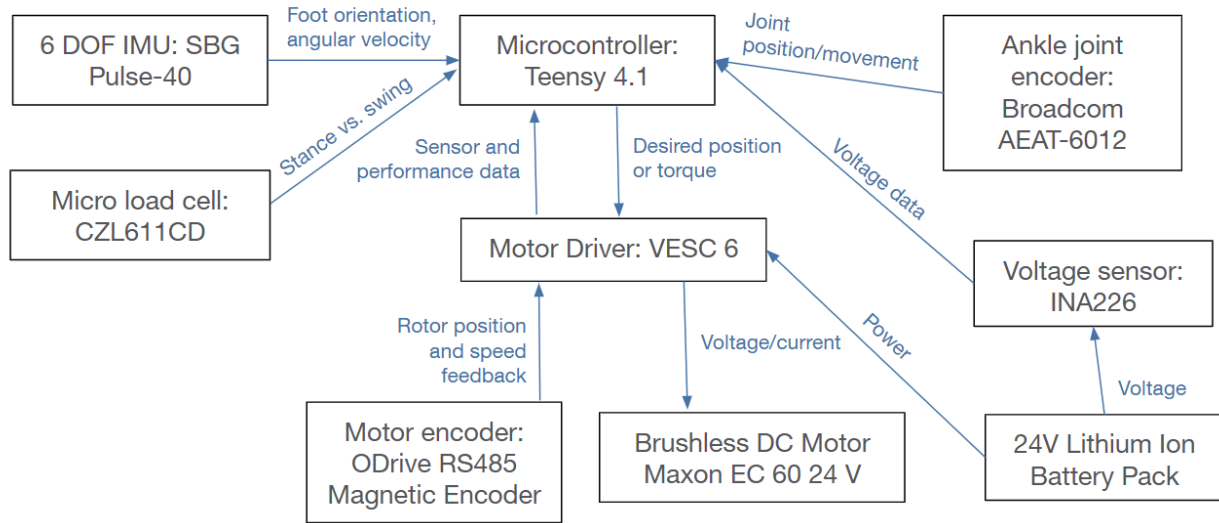 6 DOF IMU: SBG
Pulse-40
Foot orientation,
angular velocity
Microcontroller:
Teensy 4.1
Joint
position/movement
Ankle joint
encoder:
Broadcom
AEAT-6012
Stance vs. swing
Sensor and
performance data
Desired position
or torque
Voltage data
Micro load cell:
CZL611CD
Motor Driver: VESC 6
Voltage sensor:
INA226
Rotor position
and speed
feedback
Voltage/current
Power
Voltage
Motor encoder:
ODrive RS485
Magnetic Encoder
Brushless DC Motor
Maxon EC 60 24 V
24V Lithium Ion
Battery Pack